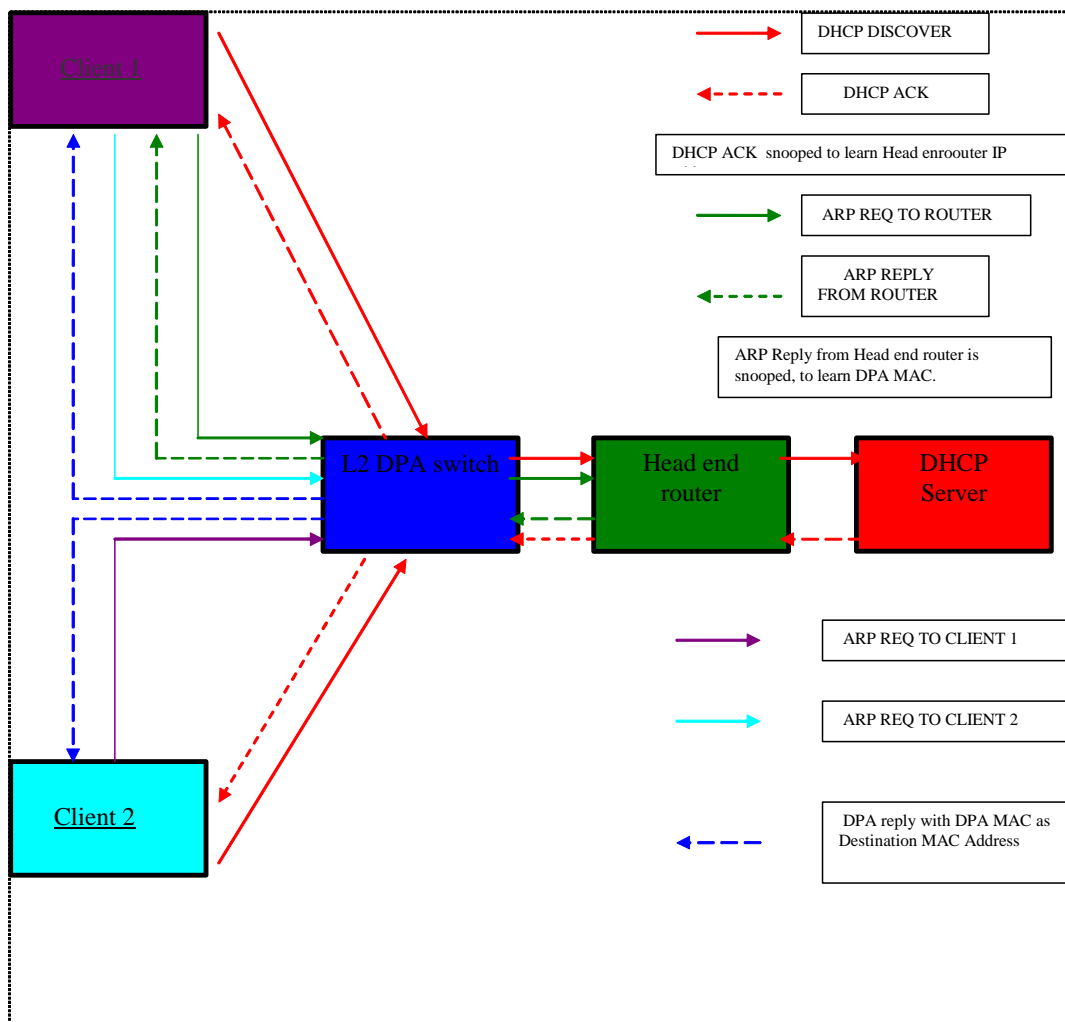 Client 1
DHCP DISCOVER
DHCP ACK
DHCP ACK snooped to learn Head enroouter IP
ARP REQ TO ROUTER
ARP REPLY
FROM ROUTER
ARP Reply from Head end router is
snooped, to learn DPA MAC.
L2 DPA switch
Head end
router
DHCP
Server
ARP REQ TO CLIENT 1
ARP REQ TO CLIENT 2
Client 2
DPA reply with DPA MAC as
Destination MAC Address